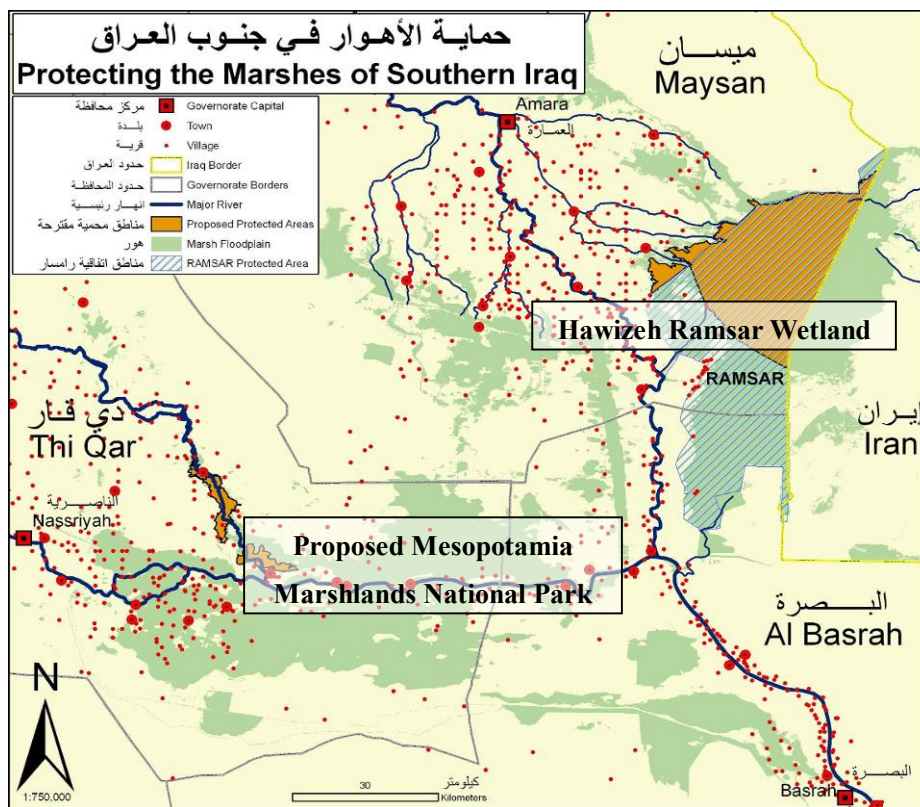 حماية الأهوار في جنوب العراق
Protecting the Marshes of Southern Iraq
مركز محافظة Governorate Capital
بلدة Town
قرية Village
حدود العراق Iraq Border
حدود المحافظة Governorate Borders
انهار رئيسية Major River
مناطق محمية مقترحة Proposed Protected Areas
هور Marsh Floodplain
مناطق اتفاقية رامسار RAMSAR Protected Area
ميسان
Maysan
Amara
العمارة
Hawizeh Ramsar Wetland
RAMSAR
إيران
Iran
ذي قار
Thi Qar
الناصرية
Nassriyah
Proposed Mesopotamia
Marshlands National Park
البصرة
Al Basrah
N
1:750,000
30
كيلومتر
Kilometers
البصرة
Basrah